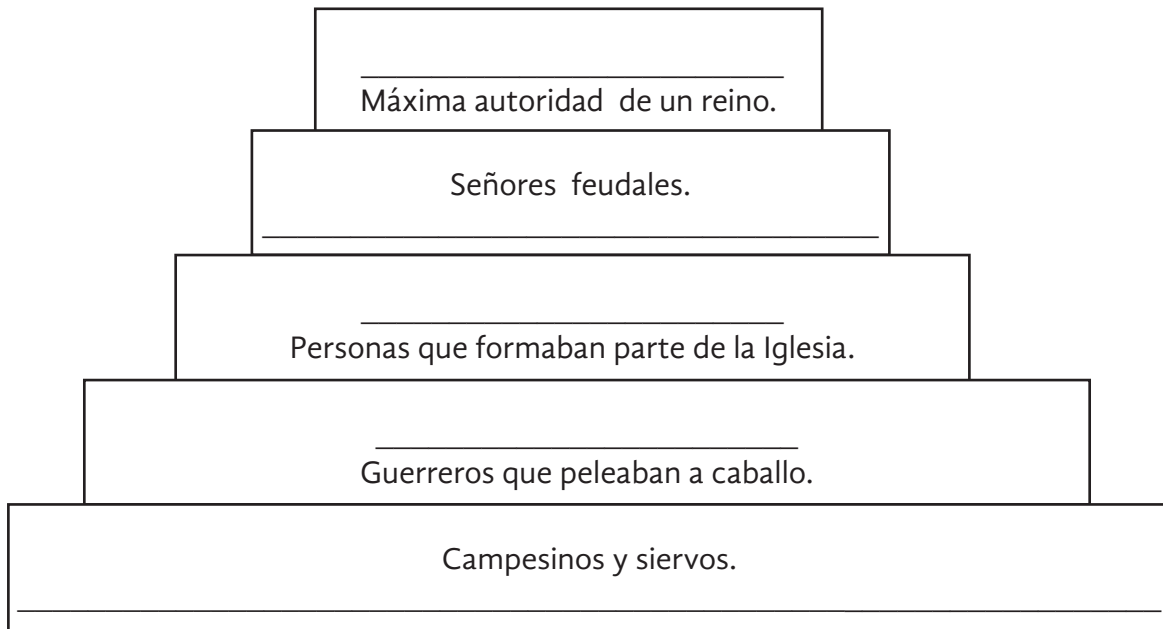 Máxima autoridad de un reino.
Señores feudales.
Personas que formaban parte de la Iglesia.
Guerreros que peleaban a caballo.
Campesinos y siervos.